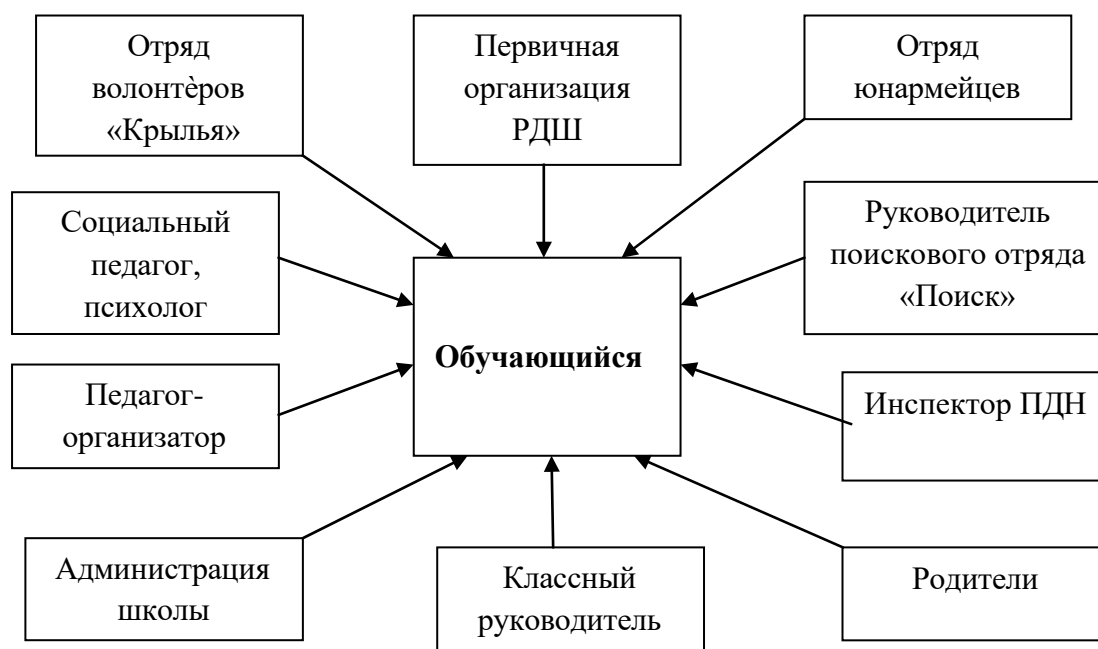 Отряд
волонтѐров
«Крылья»
Первичная
организация
РДШ
Отряд
юнармейцев
Социальный
педагог,
психолог
Руководитель
поискового отряда
«Поиск»
Обучающийся
Педагог-
организатор
Инспектор ПДН
Администрация
школы
Классный
руководитель
Родители